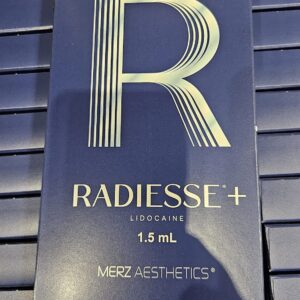 R
RADIESSE®+
LIDOCAINE
1.5 mL
MERZ AESTHETICS®